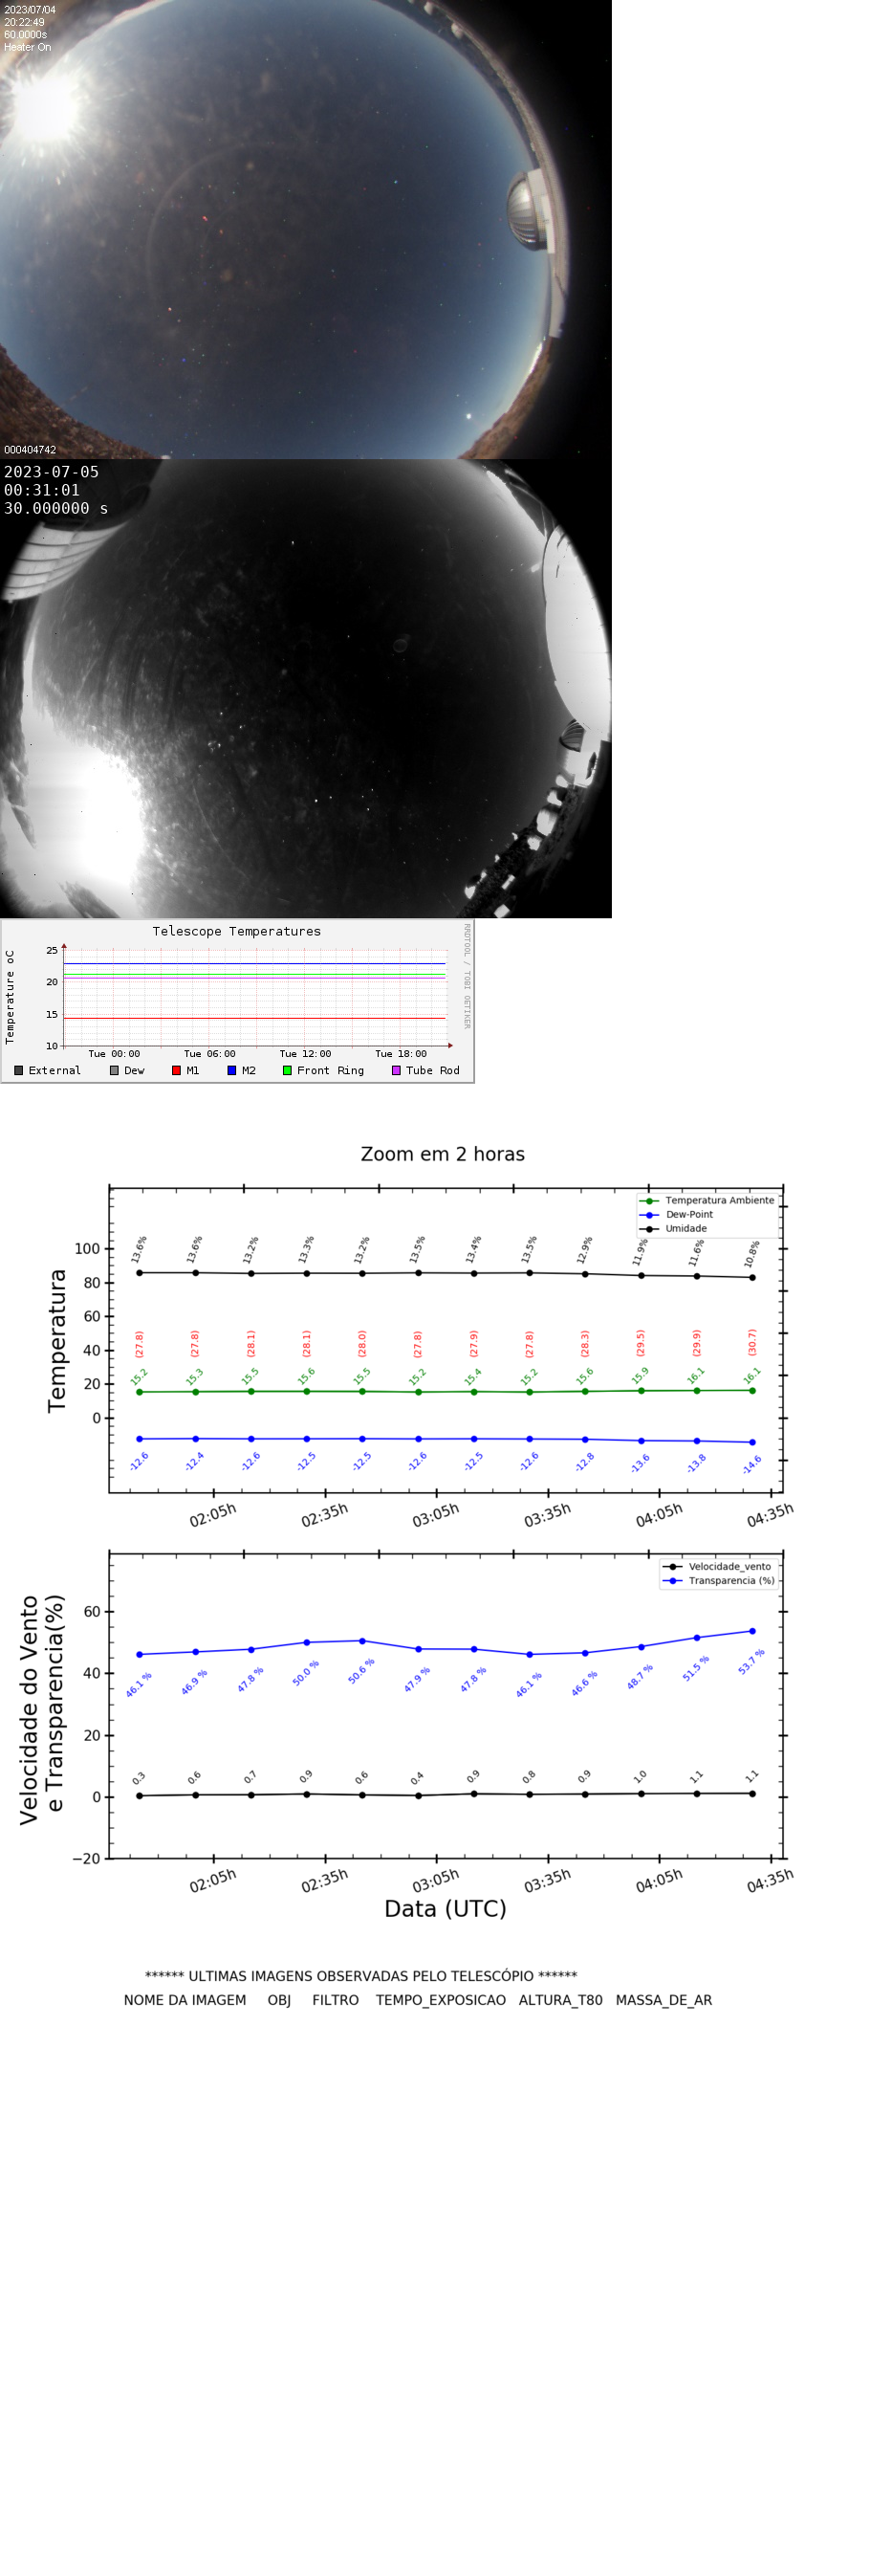 2023/07/04
20:22:49
60.0000s
Heater On
000404742
2023-07-05
00:31:01
30.000000 s
Telescope Temperatures
RRDTOOL / TOBI OETIKER
Temperature oC
25
20
15
10
Tue 00:00 Tue 06:00 Tue 12:00 Tue 18:00
External Dew M1 M2 Front Ring Tube Rod
Zoom em 2 horas
Temperatura Ambiente
Dew-Point
Umidade
Temperatura
100
80
60
40
20
0
13.6% 13.6% 13.2% 13.3% 13.2% 13.5% 13.4% 13.5% 12.9% 11.9% 11.6% 10.8%
(27.8) (27.8) (28.1) (28.1) (28.0) (27.8) (27.9) (27.8) (28.3) (29.5) (29.9) (30.7)
15.2 15.3 15.5 15.6 15.5 15.2 15.4 15.2 15.6 15.9 16.1 16.1
-12.6 -12.4 -12.6 -12.5 -12.5 -12.6 -12.5 -12.6 -12.8 -13.6 -13.8 -14.6
02:05h 02:35h 03:05h 03:35h 04:05h 04:35h
Velocidade_vento
Transparencia (%)
Velocidade do Vento
e Transparencia(%)
60
40
20
0
−20
46.1 % 46.9 % 47.8 % 50.0 % 50.6 % 47.9 % 47.8 % 46.1 % 46.6 % 48.7 % 51.5 % 53.7 %
0.3 0.6 0.7 0.9 0.6 0.4 0.9 0.8 0.9 1.0 1.1 1.1
02:05h 02:35h 03:05h 03:35h 04:05h 04:35h
Data (UTC)
****** ULTIMAS IMAGENS OBSERVADAS PELO TELESCÓPIO ******
NOME DA IMAGEM OBJ FILTRO TEMPO_EXPOSICAO ALTURA_T80 MASSA_DE_AR